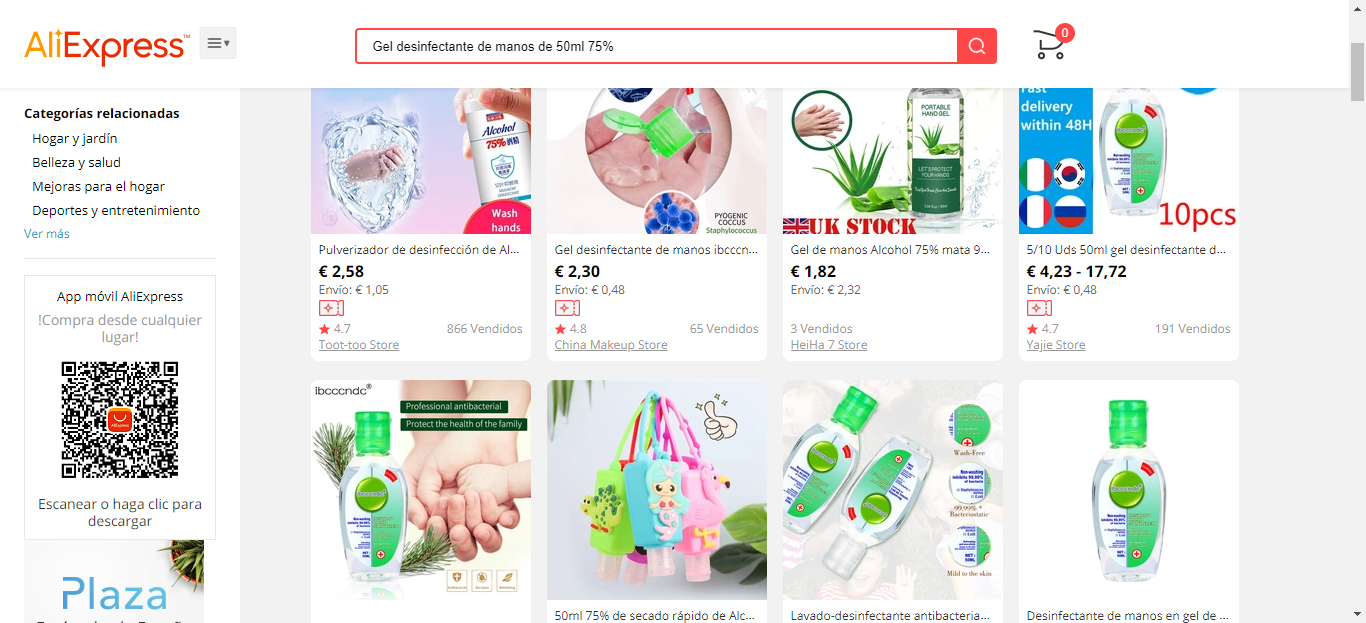 AliExpress™
Gel desinfectante de manos de 50ml 75%
0
Categorías relacionadas
Hogar y jardín
Belleza y salud
Mejoras para el hogar
Deportes y entretenimiento
Ver más
App móvil AliExpress
!Compra desde cualquier
lugar!
Escanear o haga clic para
descargar
Plaza
Alcohol
75%酒精
Wash
hands
Pulverizador de desinfección de Al...
€ 2,58
Envío: € 1,05
4.7
866 Vendidos
Toot-too Store
PYOGENIC
COCCUS
Staphylococcus
Gel desinfectante de manos ibcccn...
€ 2,30
Envío: € 0,48
4.8
65 Vendidos
China Makeup Store
PORTABLE
HAND GEL
LET'S PROTECT
YOUR HANDS
UK STOCK
Gel de manos Alcohol 75% mata 9...
€ 1,82
Envío: € 2,32
3 Vendidos
HeiHa 7 Store
Fast
delivery
within 48H
ibcccndc
10pcs
5/10 Uds 50ml gel desinfectante d...
€ 4,23 - 17,72
Envío: € 0,48
4.7
191 Vendidos
Yajie Store
ibcccndc®
Professional antibacterial
Protect the health of the family
50ml 75% de secado rápido de Alc...
Wash-Free
99.99% *
Bacteriostatic
Mild to the skin
Lavado-desinfectante antibacteria...
Desinfectante de manos en gel de ...